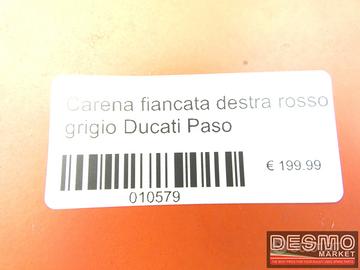 Carena fiancata destra rosso
grigio Ducati Paso
€ 199.99
010579
DESMO
MARKET